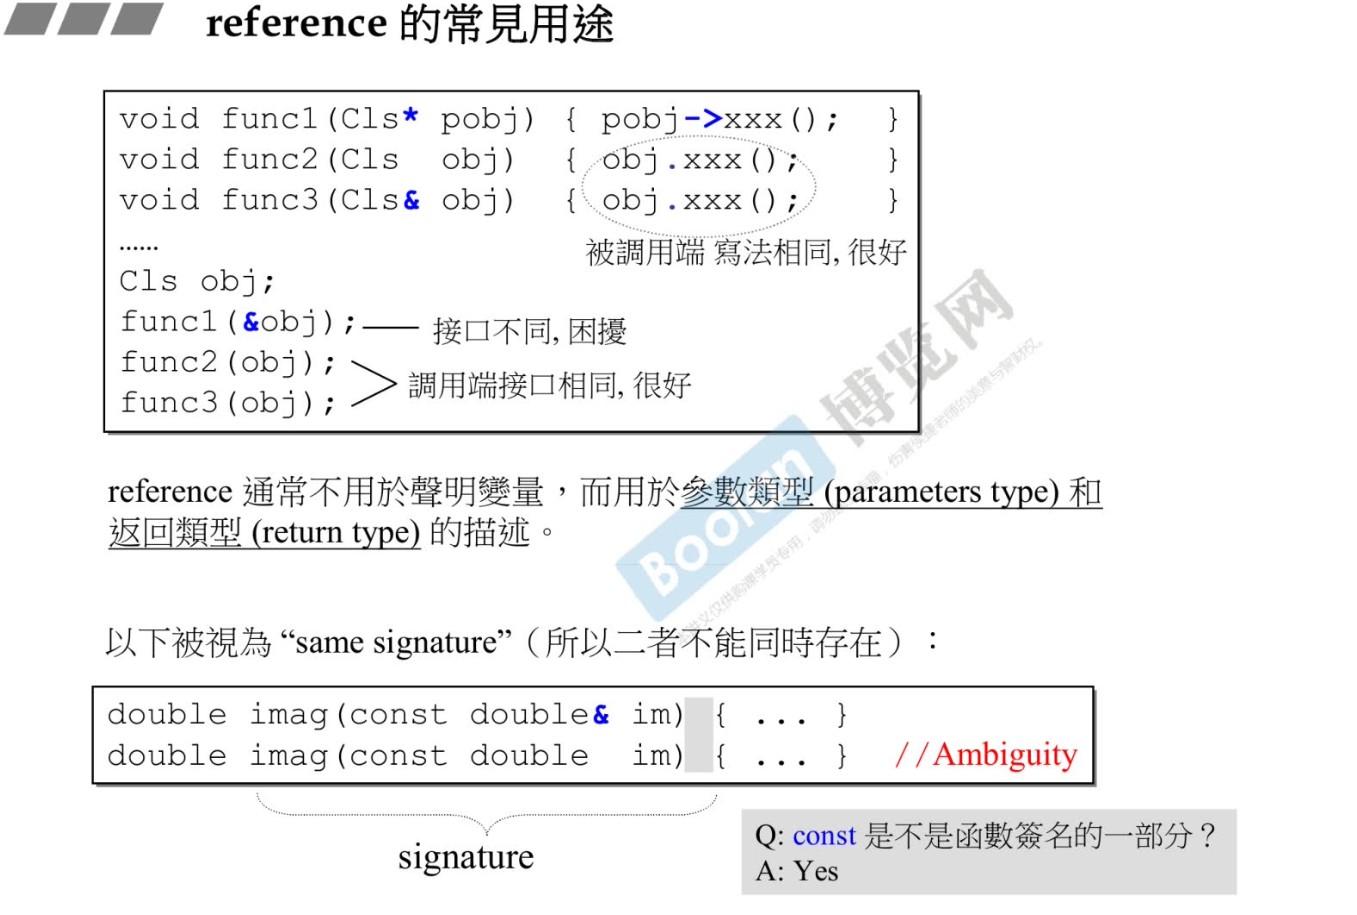 reference 的常見用途
void func1(Cls* pobj) { pobj->xxx(); }
void func2(Cls obj) { obj.xxx(); }
void func3(Cls& obj) { obj.xxx(); }
......
被調用端 寫法相同, 很好
Cls obj;
func1(&obj); 接口不同, 困擾
func2(obj);
調用端接口相同, 很好
func3(obj);
reference 通常不用於聲明變量，而用於參數類型 (parameters type) 和
返回類型 (return type) 的描述。
以下被視為 “same signature”（所以二者不能同時存在）：
double imag(const double& im) { ... }
double imag(const double im) { ... } //Ambiguity
signature
Q: const 是不是函數簽名的一部分？
A: Yes
Boolan 博览网